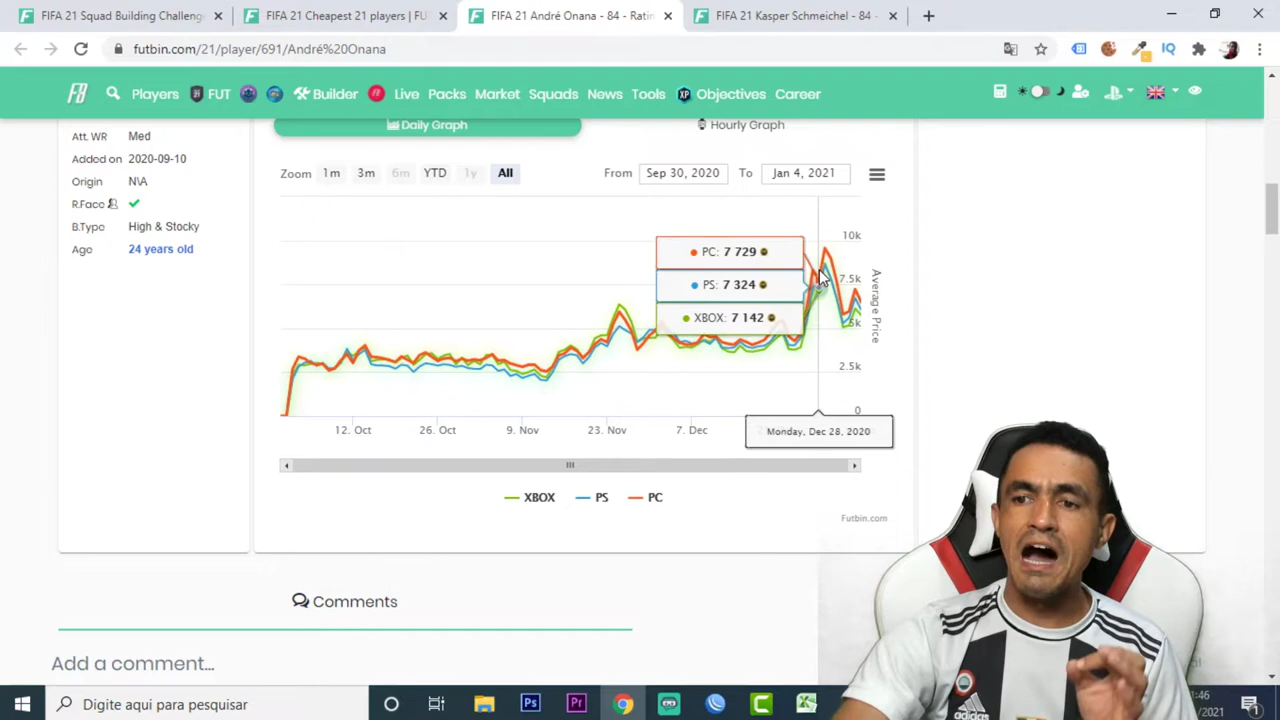 FIFA 21 Squad Building Challeng
FIFA 21 Cheapest 21 players | FU
FIFA 21 André Onana - 84 - Ratin
FIFA 21 Kasper Schmeichel - 84 -
futbin.com/21/player/691/André%20Onana
Players FUT Builder Live Packs Market Squads News Tools XP Objectives Career
Daily Graph
Hourly Graph
Att. WR Med
Added on 2020-09-10
Origin N\A
R.Face
B.Type High & Stocky
Age 24 years old
Zoom 1m 3m 6m YTD 1y All
From Sep 30, 2020 To Jan 4, 2021
10k
7.5k
5k
2.5k
0
Average Price
PC: 7 729
PS: 7 324
XBOX: 7 142
12. Oct 26. Oct 9. Nov 23. Nov 7. Dec
Monday, Dec 28, 2020
XBOX PS PC
Futbin.com
Comments
Add a comment...
Digite aqui para pesquisar
Ps Pr
adidas